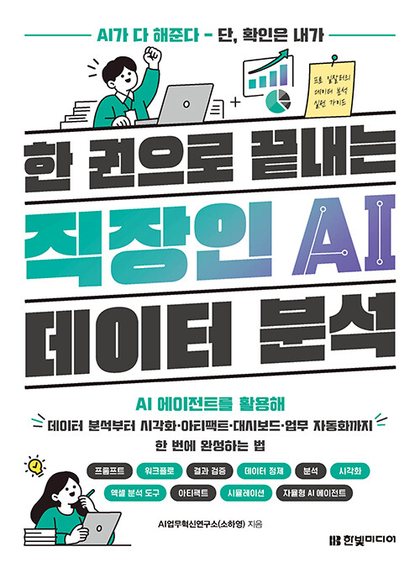 AI가 다 해준다 - 단, 확인은 내가
프로 일잘러의
데이터 분석
실전 가이드
한 권으로 끝내는
직장인 AI
데이터 분석
AI 에이전트를 활용해
데이터 분석부터 시각화·아티팩트·대시보드·업무 자동화까지
한 번에 완성하는 법
프롬프트 워크플로 결과 검증 데이터 정제 분석 시각화
엑셀 분석 도구 아티팩트 시뮬레이션 자율형 AI 에이전트
AI업무혁신연구소(소하영) 지음
HB 한빛미디어